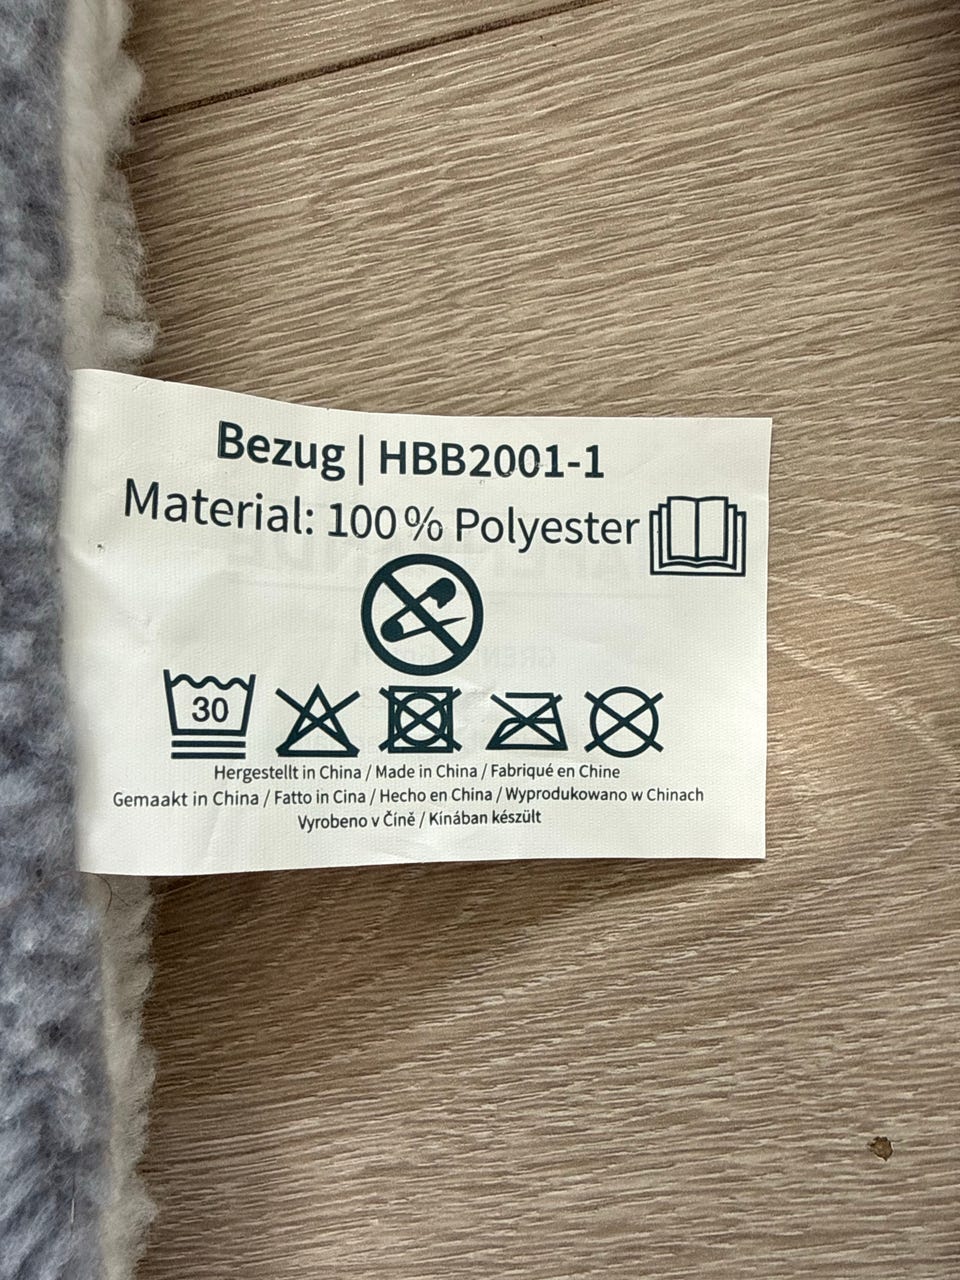 Bezug | HBB2001-1
Material: 100 % Polyester
30
Hergestellt in China / Made in China / Fabriqué en Chine
Gemaakt in China / Fatto in Cina / Hecho en China / Wyprodukowano w Chinach
Vyrobeno v Číně / Kínában készült